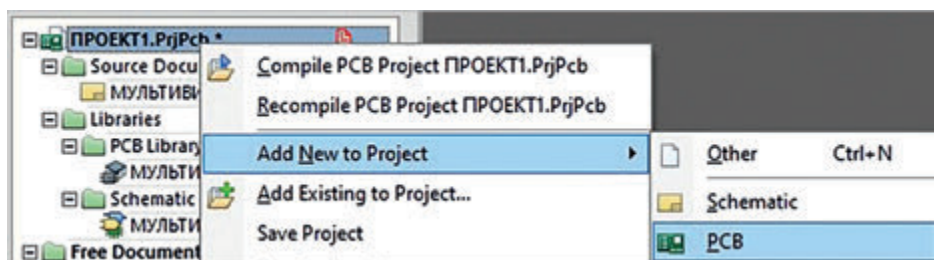 ПРОЕКТ1.PrjPcb *
Source Docu
МУЛЬТИВИ
Libraries
PCB Library
МУЛЬТИ
Schematic
МУЛЬТИ
Free Document
Compile PCB Project ПРОЕКТ1.PrjPcb
Recompile PCB Project ПРОЕКТ1.PrjPcb
Add New to Project
Add Existing to Project...
Save Project
Other Ctrl+N
Schematic
PCB